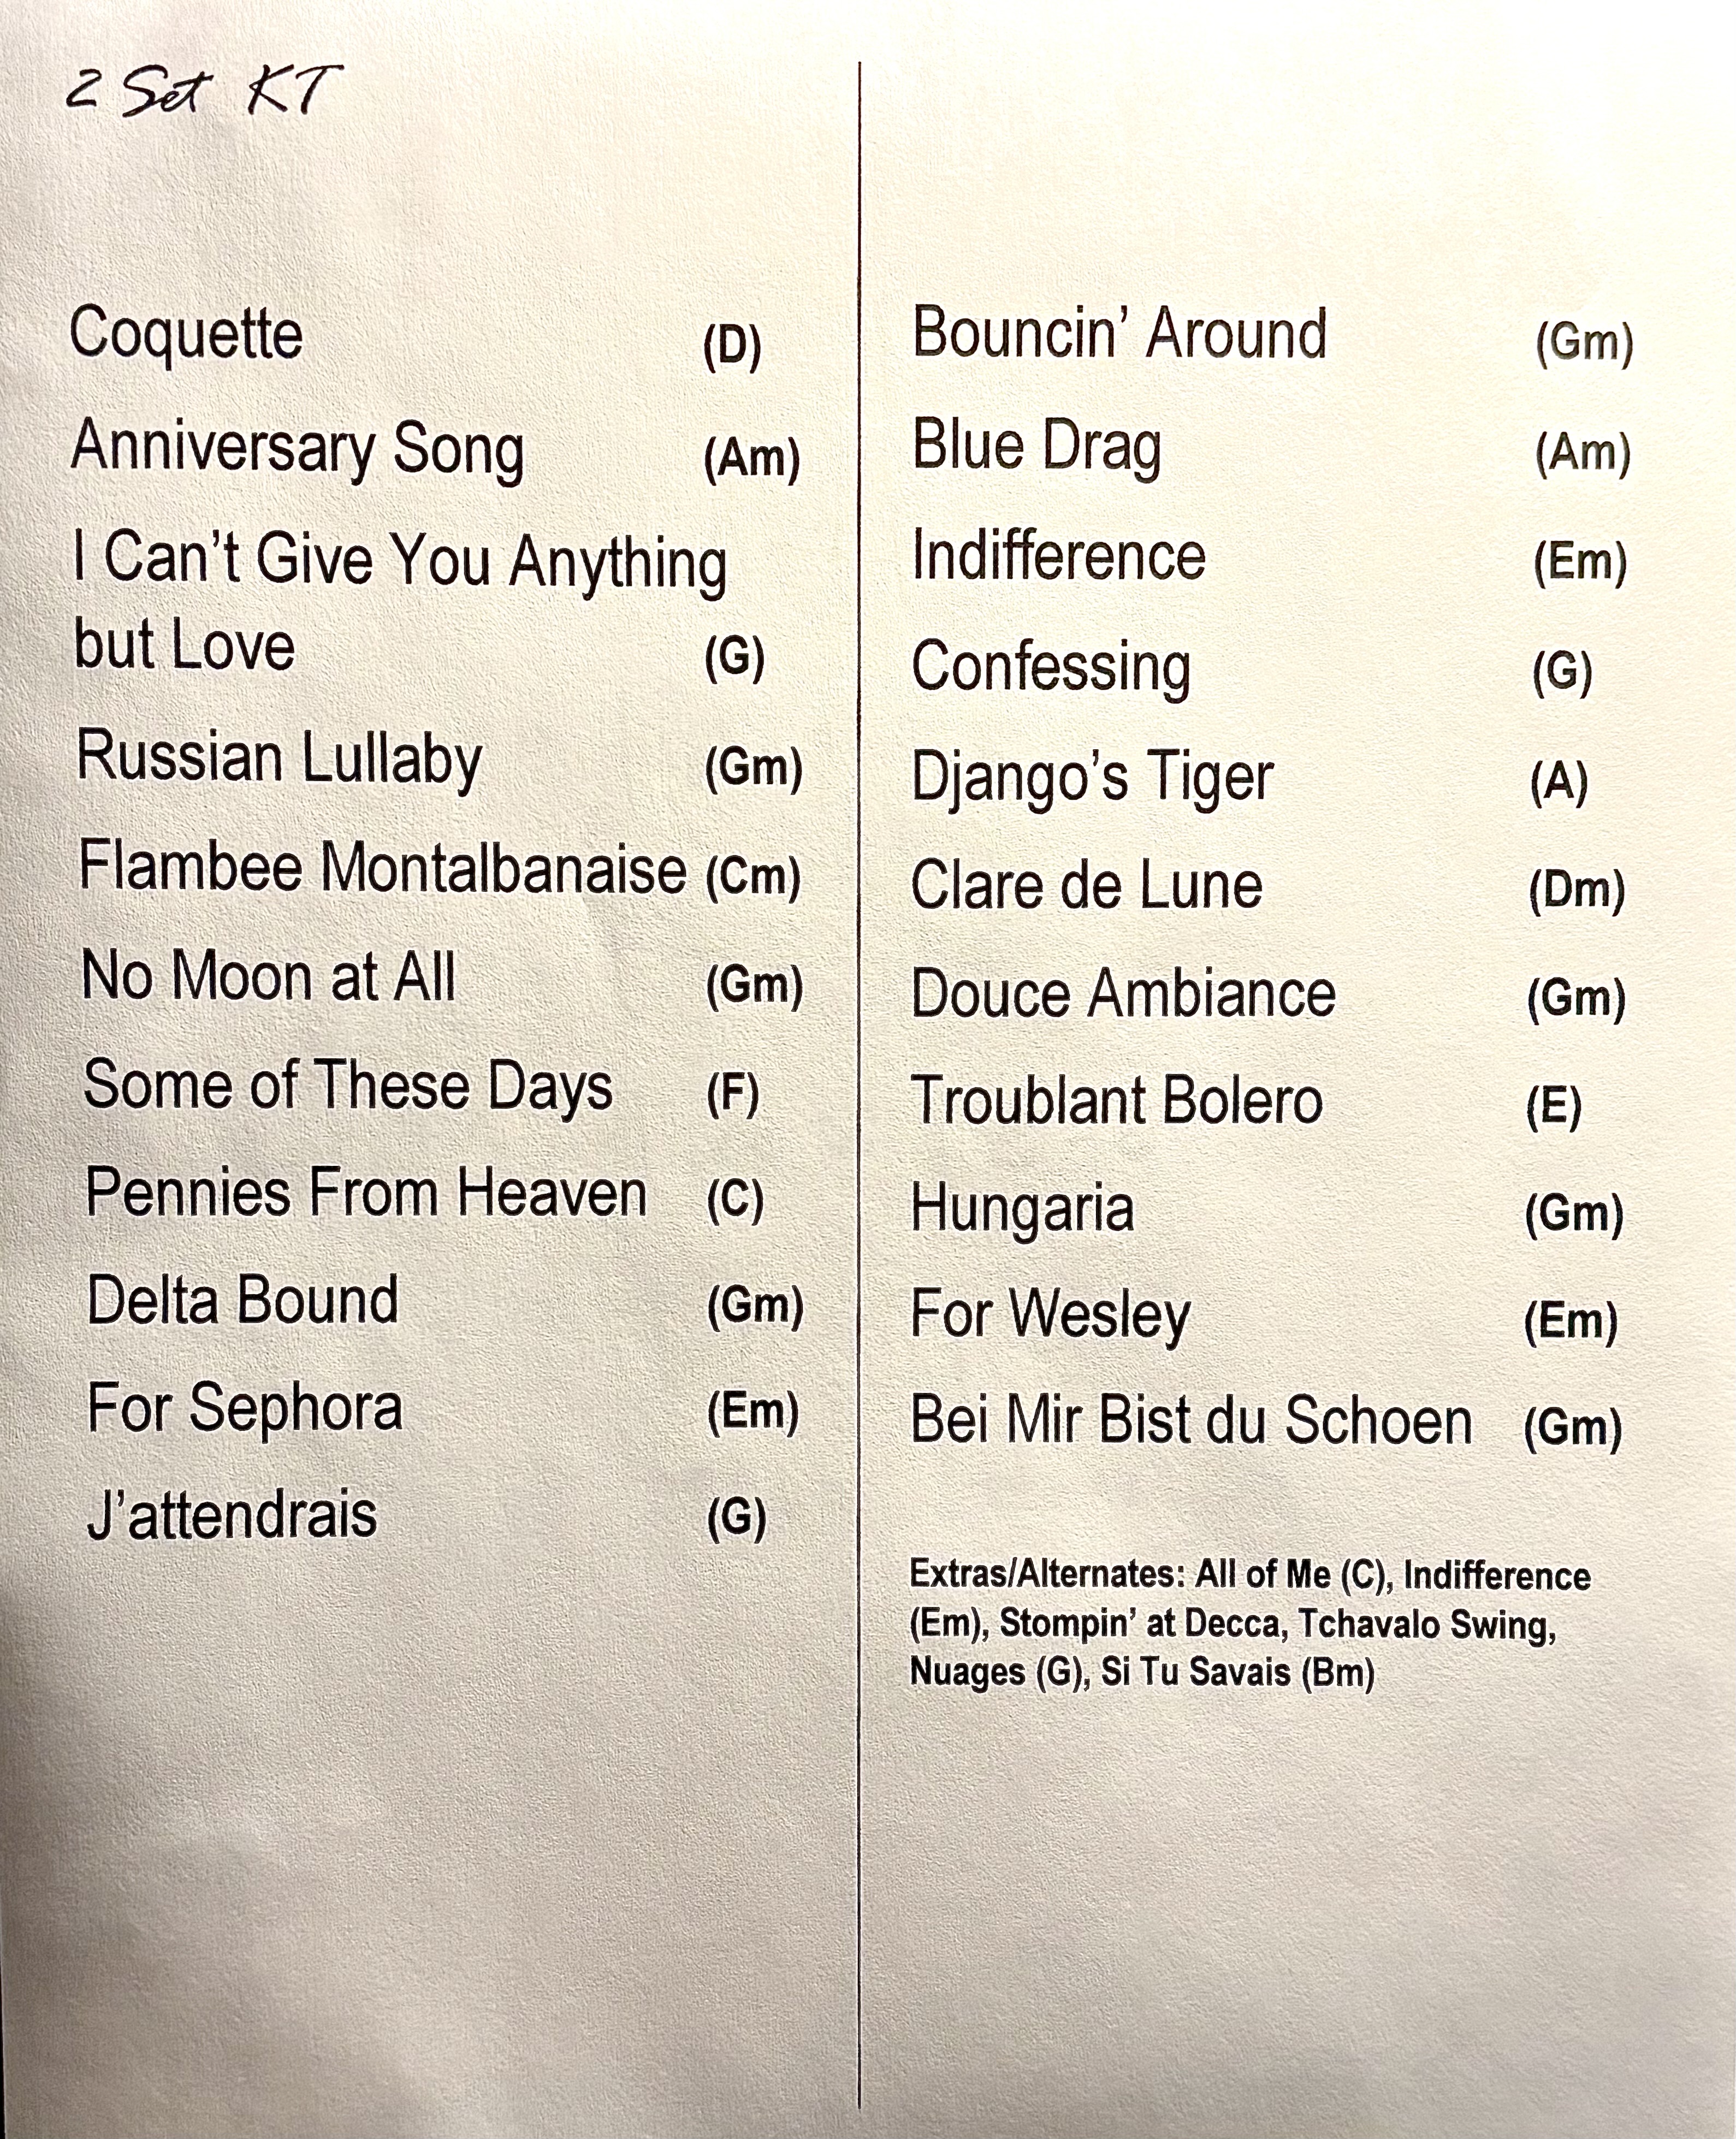 2 Set KT
Coquette (D)
Anniversary Song (Am)
I Can't Give You Anything
but Love (G)
Russian Lullaby (Gm)
Flambee Montalbanaise (Cm)
No Moon at All (Gm)
Some of These Days (F)
Pennies From Heaven (C)
Delta Bound (Gm)
For Sephora (Em)
J'attendrais (G)
Bouncin' Around (Gm)
Blue Drag (Am)
Indifference (Em)
Confessing (G)
Django's Tiger (A)
Clare de Lune (Dm)
Douce Ambiance (Gm)
Troublant Bolero (E)
Hungaria (Gm)
For Wesley (Em)
Bei Mir Bist du Schoen (Gm)
Extras/Alternates: All of Me (C), Indifference
(Em), Stompin' at Decca, Tchavalo Swing,
Nuages (G), Si Tu Savais (Bm)